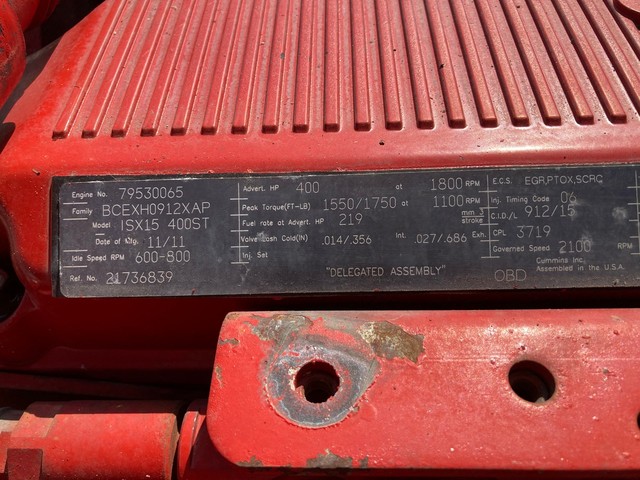 Engine No. 79530065
Family BCEXH0912XAP
Model ISX15 400ST
Date of Mfg. 11/11
Idle Speed RPM 600-800
Ref. No. 21736839
Advert. HP 400 at 1800 RPM
Peak Torque(FT-LB) 1550/1750 at 1100 RPM
Fuel rate at Advert. HP 219 mm 3 stroke
Valve Lash Cold(IN) .014/.356 Int. .027/.686 Exh.
Inj. Set
"DELEGATED ASSEMBLY"
E.C.S. EGR,PTOX,SCRC
Inj. Timing Code 06
C.I.D./L 912/15
CPL 3719
Governed Speed 2100 RPM
Cummins Inc.
Assembled in the U.S.A.
OBD